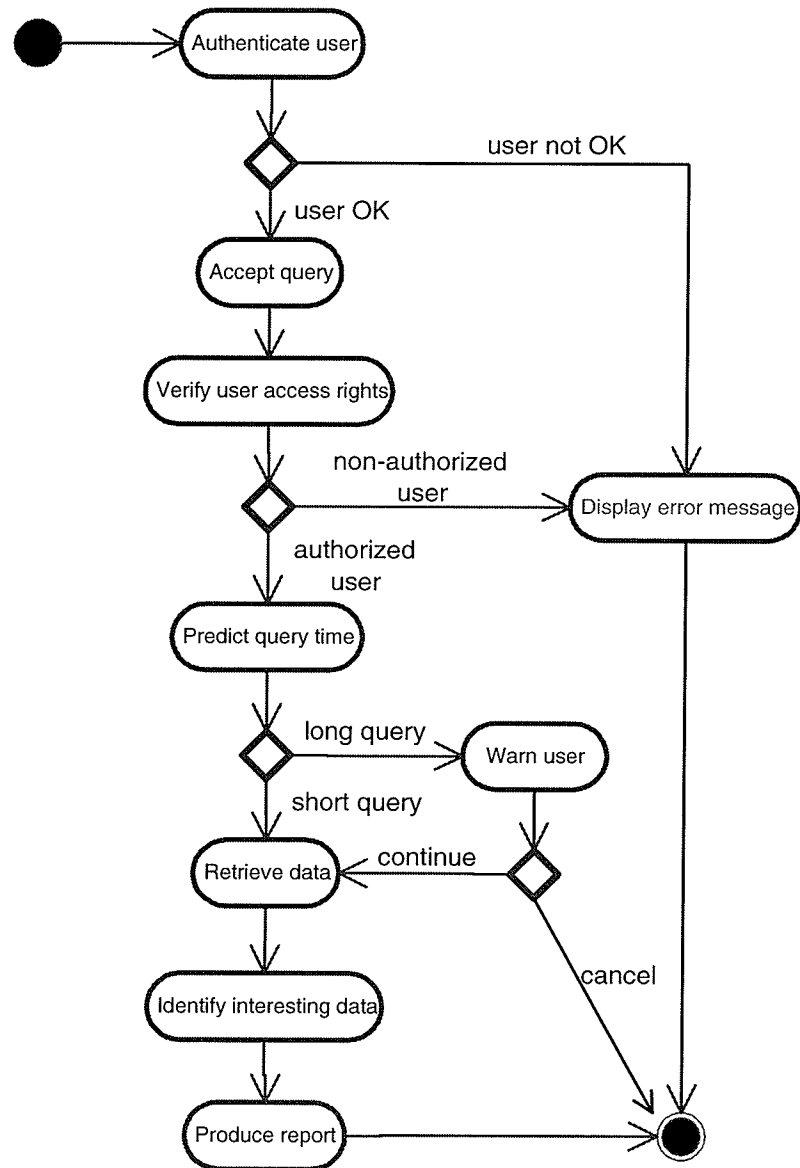 Authenticate user
user not OK
user OK
Accept query
Verify user access rights
non-authorized
user
Display error message
authorized
user
Predict query time
long query
Warn user
short query
continue
Retrieve data
cancel
Identify interesting data
Produce report